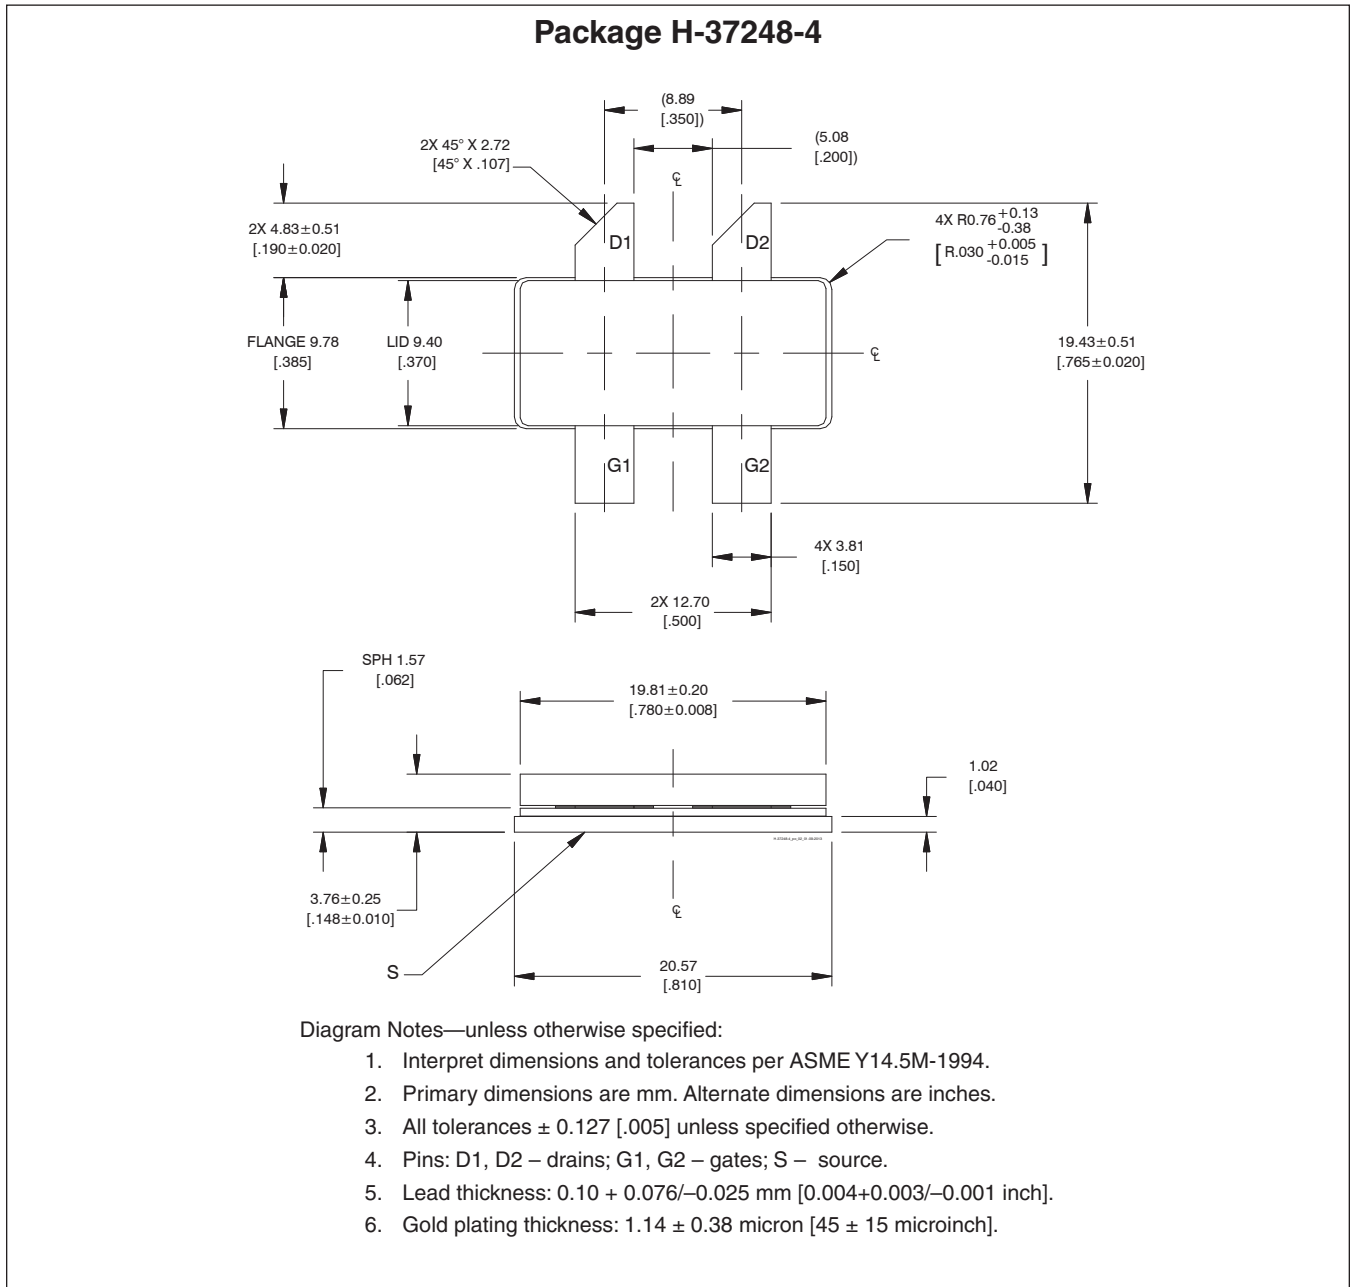 Package H-37248-4
(8.89
[.350])
(5.08
[.200])
2X 45° X 2.72
[45° X .107]
℄
2X 4.83±0.51
[.190±0.020]
D1
D2
4X R0.76 +0.13
-0.38
[ R.030 +0.005
-0.015 ]
FLANGE 9.78
[.385]
LID 9.40
[.370]
℄
19.43±0.51
[.765±0.020]
G1
G2
4X 3.81
[.150]
2X 12.70
[.500]
SPH 1.57
[.062]
19.81±0.20
[.780±0.008]
1.02
[.040]
3.76±0.25
[.148±0.010]
℄
S
20.57
[.810]
Diagram Notes—unless otherwise specified:
1. Interpret dimensions and tolerances per ASME Y14.5M-1994.
2. Primary dimensions are mm. Alternate dimensions are inches.
3. All tolerances ± 0.127 [.005] unless specified otherwise.
4. Pins: D1, D2 – drains; G1, G2 – gates; S – source.
5. Lead thickness: 0.10 + 0.076/–0.025 mm [0.004+0.003/–0.001 inch].
6. Gold plating thickness: 1.14 ± 0.38 micron [45 ± 15 microinch].